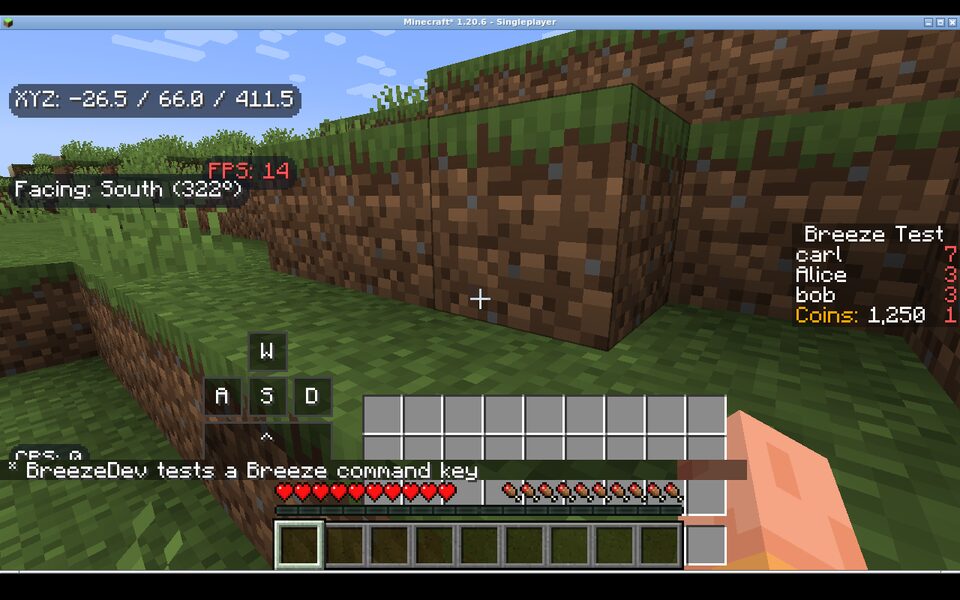 Minecraft* 1.20.6 - Singleplayer
XYZ: -26.5 / 66.0 / 411.5
FPS: 14
Facing: South (322º)
Breeze Test
carl 7
Alice 3
bob 3
Coins: 1,250 1
W
A S D
^
CPS: 0
* BreezeDev tests a Breeze command key